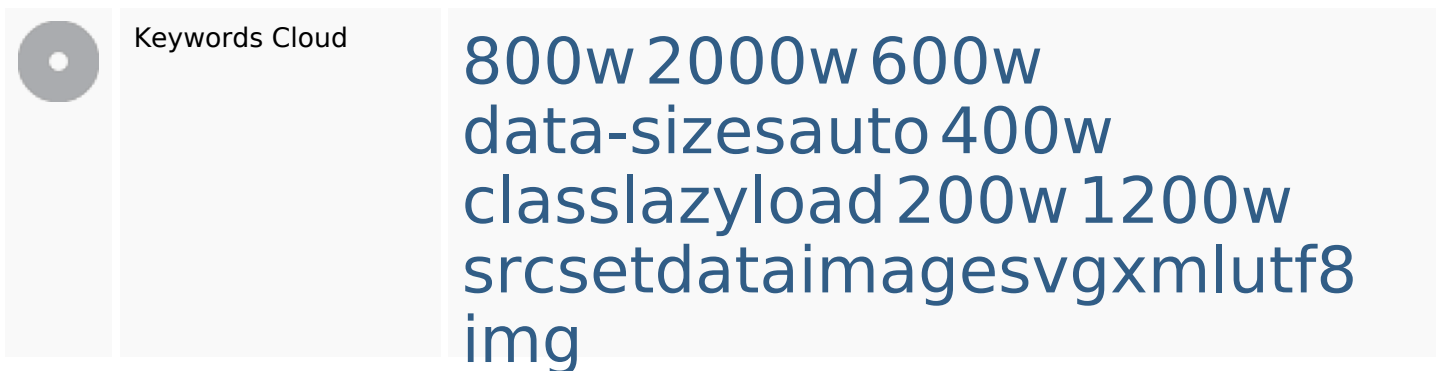 Keywords Cloud
800w 2000w 600w
data-sizesauto 400w
classlazyload 200w 1200w
srcsetdataimagesvgxmlutf8
img